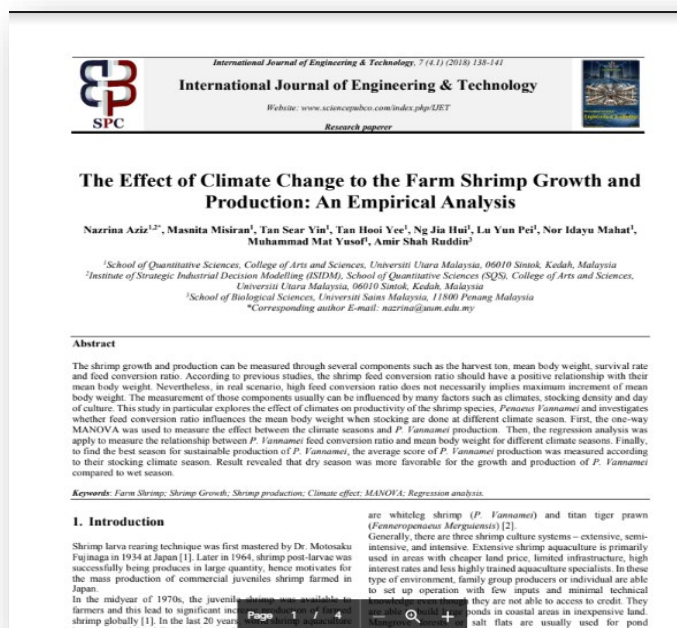 International Journal of Engineering & Technology, 7 (4.1) (2018) 138-141
International Journal of Engineering & Technology
Website: www.sciencepubco.com/index.php/IJET
Research paperer
SPC
The Effect of Climate Change to the Farm Shrimp Growth and
Production: An Empirical Analysis
Nazrina Aziz1,2*, Masnita Misiran1, Tan Sear Yin1, Tan Hooi Yee1, Ng Jia Hui1, Lu Yun Pei1, Nor Idayu Mahat1,
Muhammad Mat Yusof1, Amir Shah Ruddin3
1School of Quantitative Sciences, College of Arts and Sciences, Universiti Utara Malaysia, 06010 Sintok, Kedah, Malaysia
2Institute of Strategic Industrial Decision Modelling (ISIDM), School of Quantitative Sciences (SQS), College of Arts and Sciences,
Universiti Utara Malaysia, 06010 Sintok, Kedah, Malaysia
3School of Biological Sciences, Universiti Sains Malaysia, 11800 Penang Malaysia
*Corresponding author E-mail: nazrina@uum.edu.my
Abstract
The shrimp growth and production can be measured through several components such as the harvest ton, mean body weight, survival rate
and feed conversion ratio. According to previous studies, the shrimp feed conversion ratio should have a positive relationship with their
mean body weight. Nevertheless, in real scenario, high feed conversion ratio does not necessarily implies maximum increment of mean
body weight. The measurement of those components usually can be influenced by many factors such as climates, stocking density and day
of culture. This study in particular explores the effect of climates on productivity of the shrimp species, Penaeus Vannamei and investigates
whether feed conversion ratio influences the mean body weight when stocking are done at different climate season. First, the one-way
MANOVA was used to measure the effect between the climate seasons and P. Vannamei production. Then, the regression analysis was
apply to measure the relationship between P. Vannamei feed conversion ratio and mean body weight for different climate seasons. Finally,
to find the best season for sustainable production of P. Vannamei, the average score of P. Vannamei production was measured according
to their stocking climate season. Result revealed that dry season was more favorable for the growth and production of P. Vannamei
compared to wet season.
Keywords: Farm Shrimp; Shrimp Growth; Shrimp production; Climate effect; MANOVA; Regression analysis.
1. Introduction
Shrimp larva rearing technique was first mastered by Dr. Motosaku
Fujinaga in 1934 at Japan [1]. Later in 1964, shrimp post-larvae was
successfully being produces in large quantity, hence motivates for
the mass production of commercial juveniles shrimp farmed in
Japan.
In the midyear of 1970s, the juvenile shrimp was available to
farmers and this lead to significant
shrimp globally [1]. In the last 20 years,
are whiteleg shrimp (P. Vannamei) and titan tiger prawn
(Fenneropenaeus Merguiensis) [2].
Generally, there are three shrimp culture systems – extensive, semi-
intensive, and intensive. Extensive shrimp aquaculture is primarily
used in areas with cheaper land price, limited infrastructure, high
interest rates and less highly trained aquaculture specialists. In these
type of environment, family group producers or individual are able
to set up operation with few inputs and minimal technical
knowledge even though they are not able to access to credit. They
ponds in coastal areas in inexpensive land.
salt flats are usually used for pond